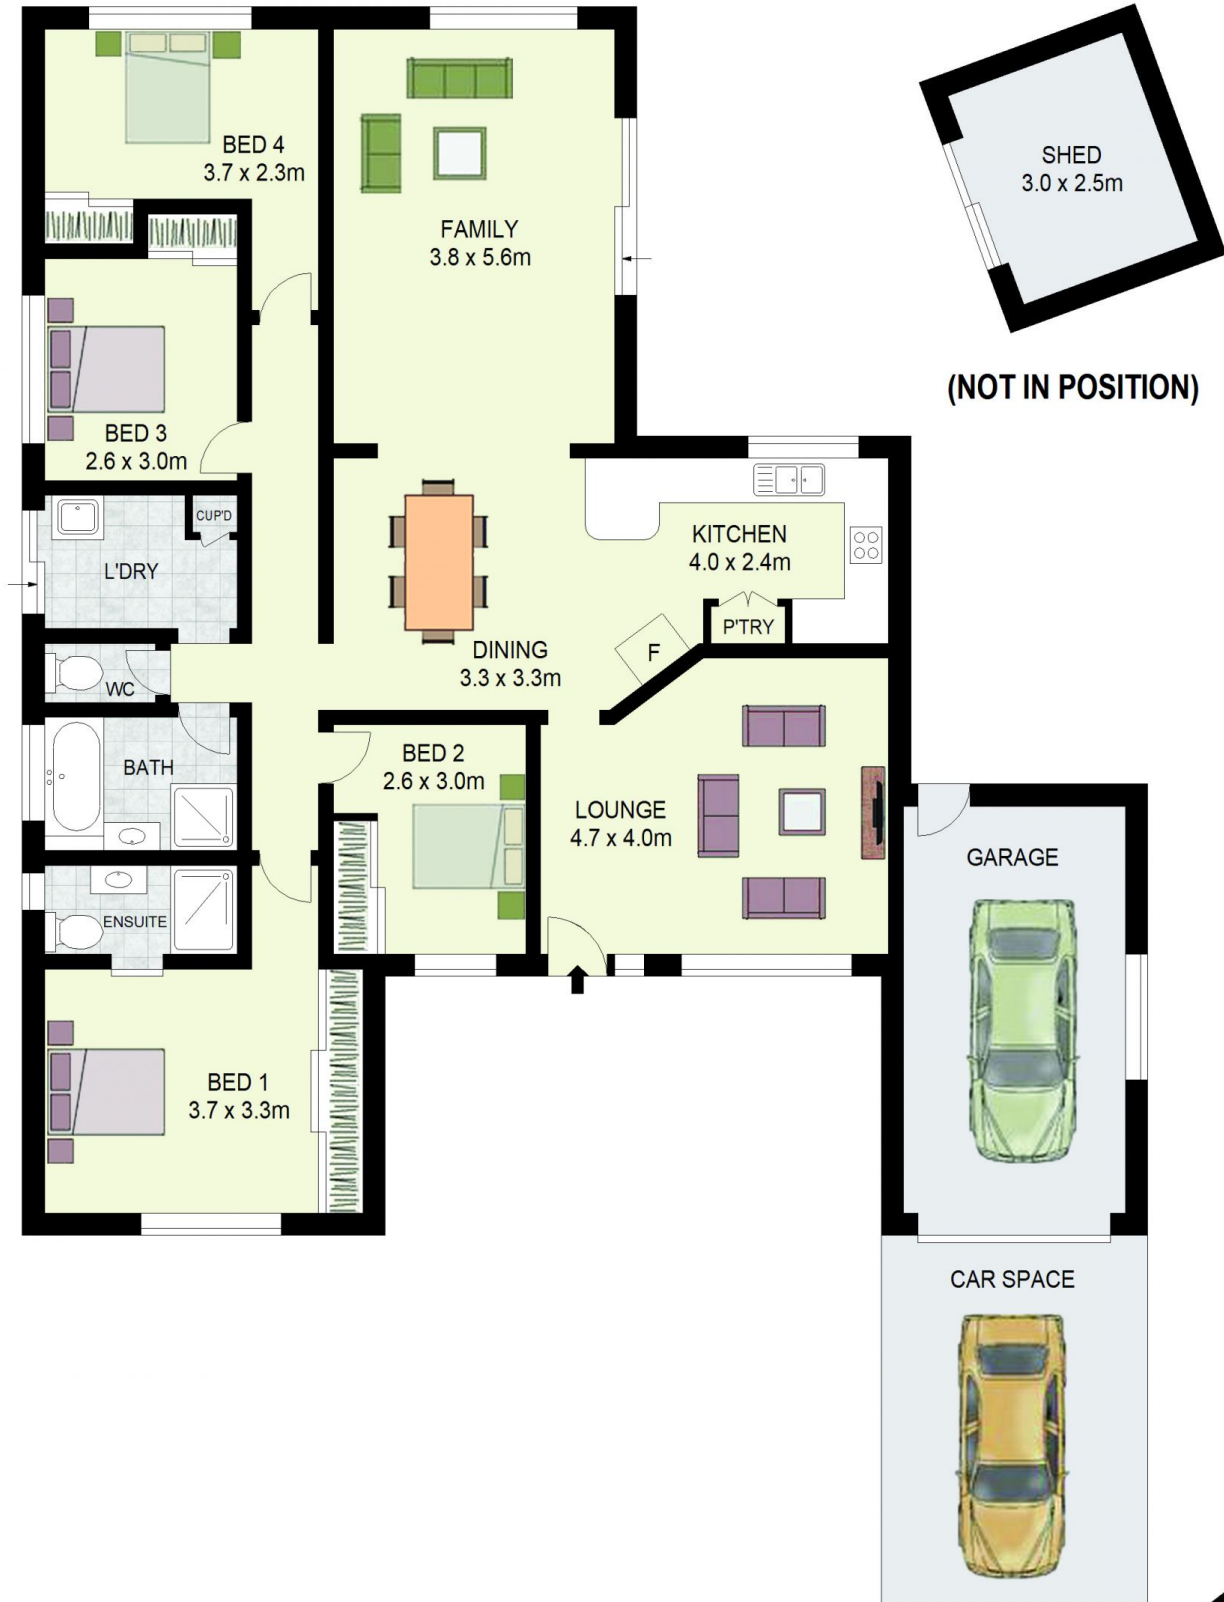 BED 4
3.7 x 2.3m
FAMILY
3.8 x 5.6m
SHED
3.0 x 2.5m
(NOT IN POSITION)
BED 3
2.6 x 3.0m
CUP'D
L'DRY
KITCHEN
4.0 x 2.4m
P'TRY
F
DINING
3.3 x 3.3m
WC
BATH
BED 2
2.6 x 3.0m
LOUNGE
4.7 x 4.0m
GARAGE
ENSUITE
BED 1
3.7 x 3.3m
CAR SPACE